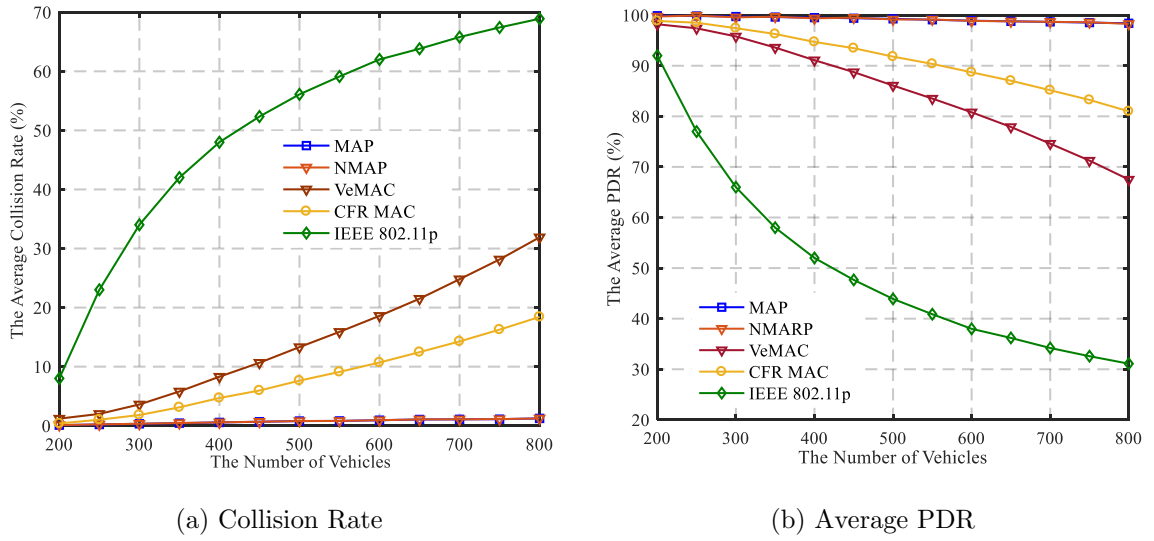 The Average Collision Rate (%)
70
60
50
40
30
20
10
0
MAP
NMAP
VeMAC
CFR MAC
IEEE 802.11p
200 300 400 500 600 700 800
The Number of Vehicles
(a) Collision Rate
The Average PDR (%)
100
90
80
70
60
50
40
30
20
MAP
NMARP
VeMAC
CFR MAC
IEEE 802.11p
200 300 400 500 600 700 800
The Number of Vehicles
(b) Average PDR